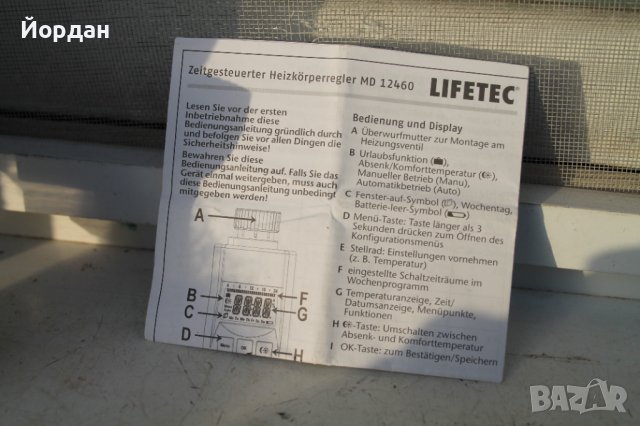 Йордан
Zeitgesteuerter Heizkörperregler MD 12460 LIFETEC
Lesen Sie vor der ersten
Inbetriebnahme diese
Bedienungsanleitung gründlich durch
und befolgen Sie vor allen Dingen die
Sicherheitshinweise!
Bewahren Sie diese
Bedienungsanleitung auf. Falls Sie das
Gerät einmal weitergeben, muss auch
diese Bedienungsanleitung unbedingt
mitgegeben werden!
A
B
C
D
F
G
H
Menu OK
Bedienung und Display
A Überwurfmutter zur Montage am
Heizungsventil
B Urlaubsfunktion (), 
Absenk/Komforttemperatur (),
Manueller Betrieb (Manu),
Automatikbetrieb (Auto)
C Fenster-auf-Symbol (), Wochentag,
Batterie-leer-Symbol ()
D Menü-Taste: Taste länger als 3
Sekunden drücken zum Öffnen des
Konfigurationsmenüs
E Stellrad: Einstellungen vornehmen
(z. B. Temperatur)
F eingestellte Schaltzeiträume im
Wochenprogramm
G Temperaturanzeige, Zeit/
Datumsanzeige, Menüpunkte,
Funktionen
H -Taste: Umschalten zwischen
Absenk- und Komforttemperatur
I OK-Taste: zum Bestätigen/Speichern
BAZAR